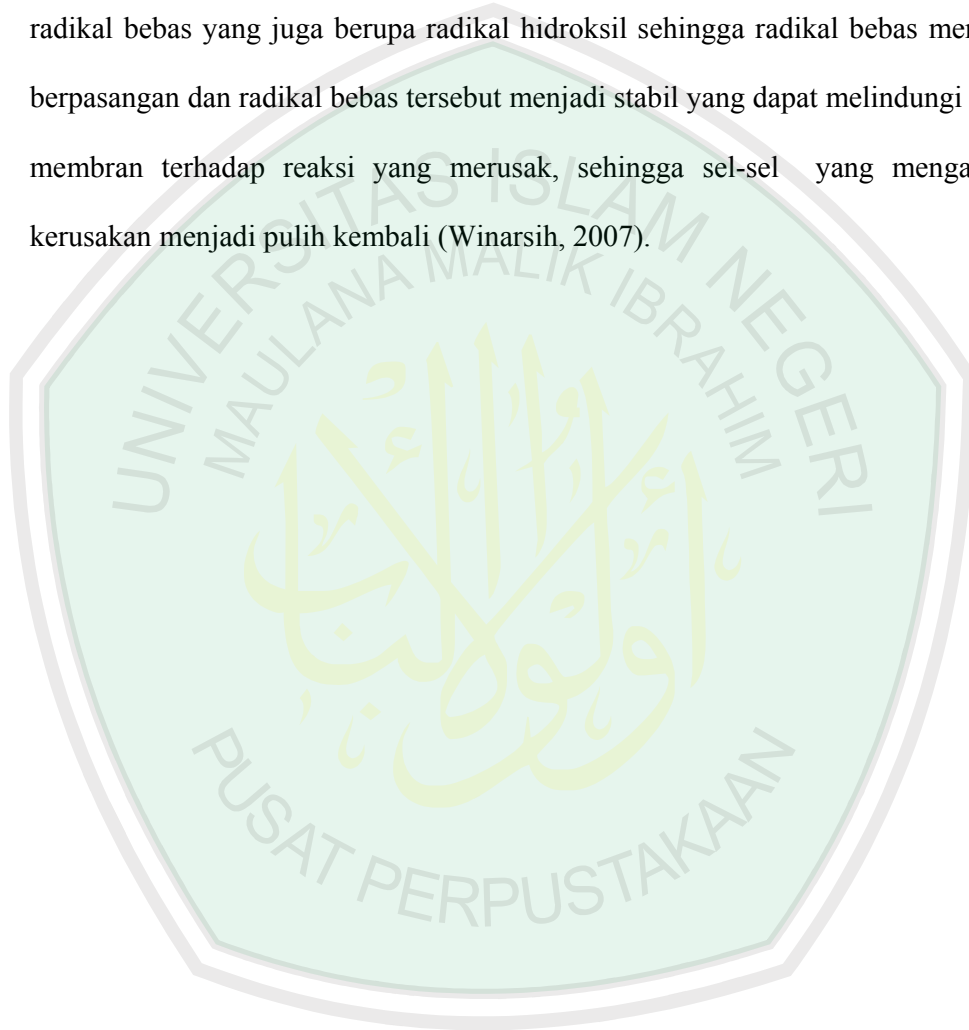 radikal bebas yang juga berupa radikal hidroksil sehingga radikal bebas
berpasangan dan radikal bebas tersebut menjadi stabil yang dapat melindungi
membran terhadap reaksi yang merusak, sehingga sel-sel yang
kerusakan menjadi pulih kembali (Winarsih, 2007).
UNIVERSITAS ISLAM NEGERI
MAULANA MALIK IBRAHIM
PUSAT PERPUSTAKAAN